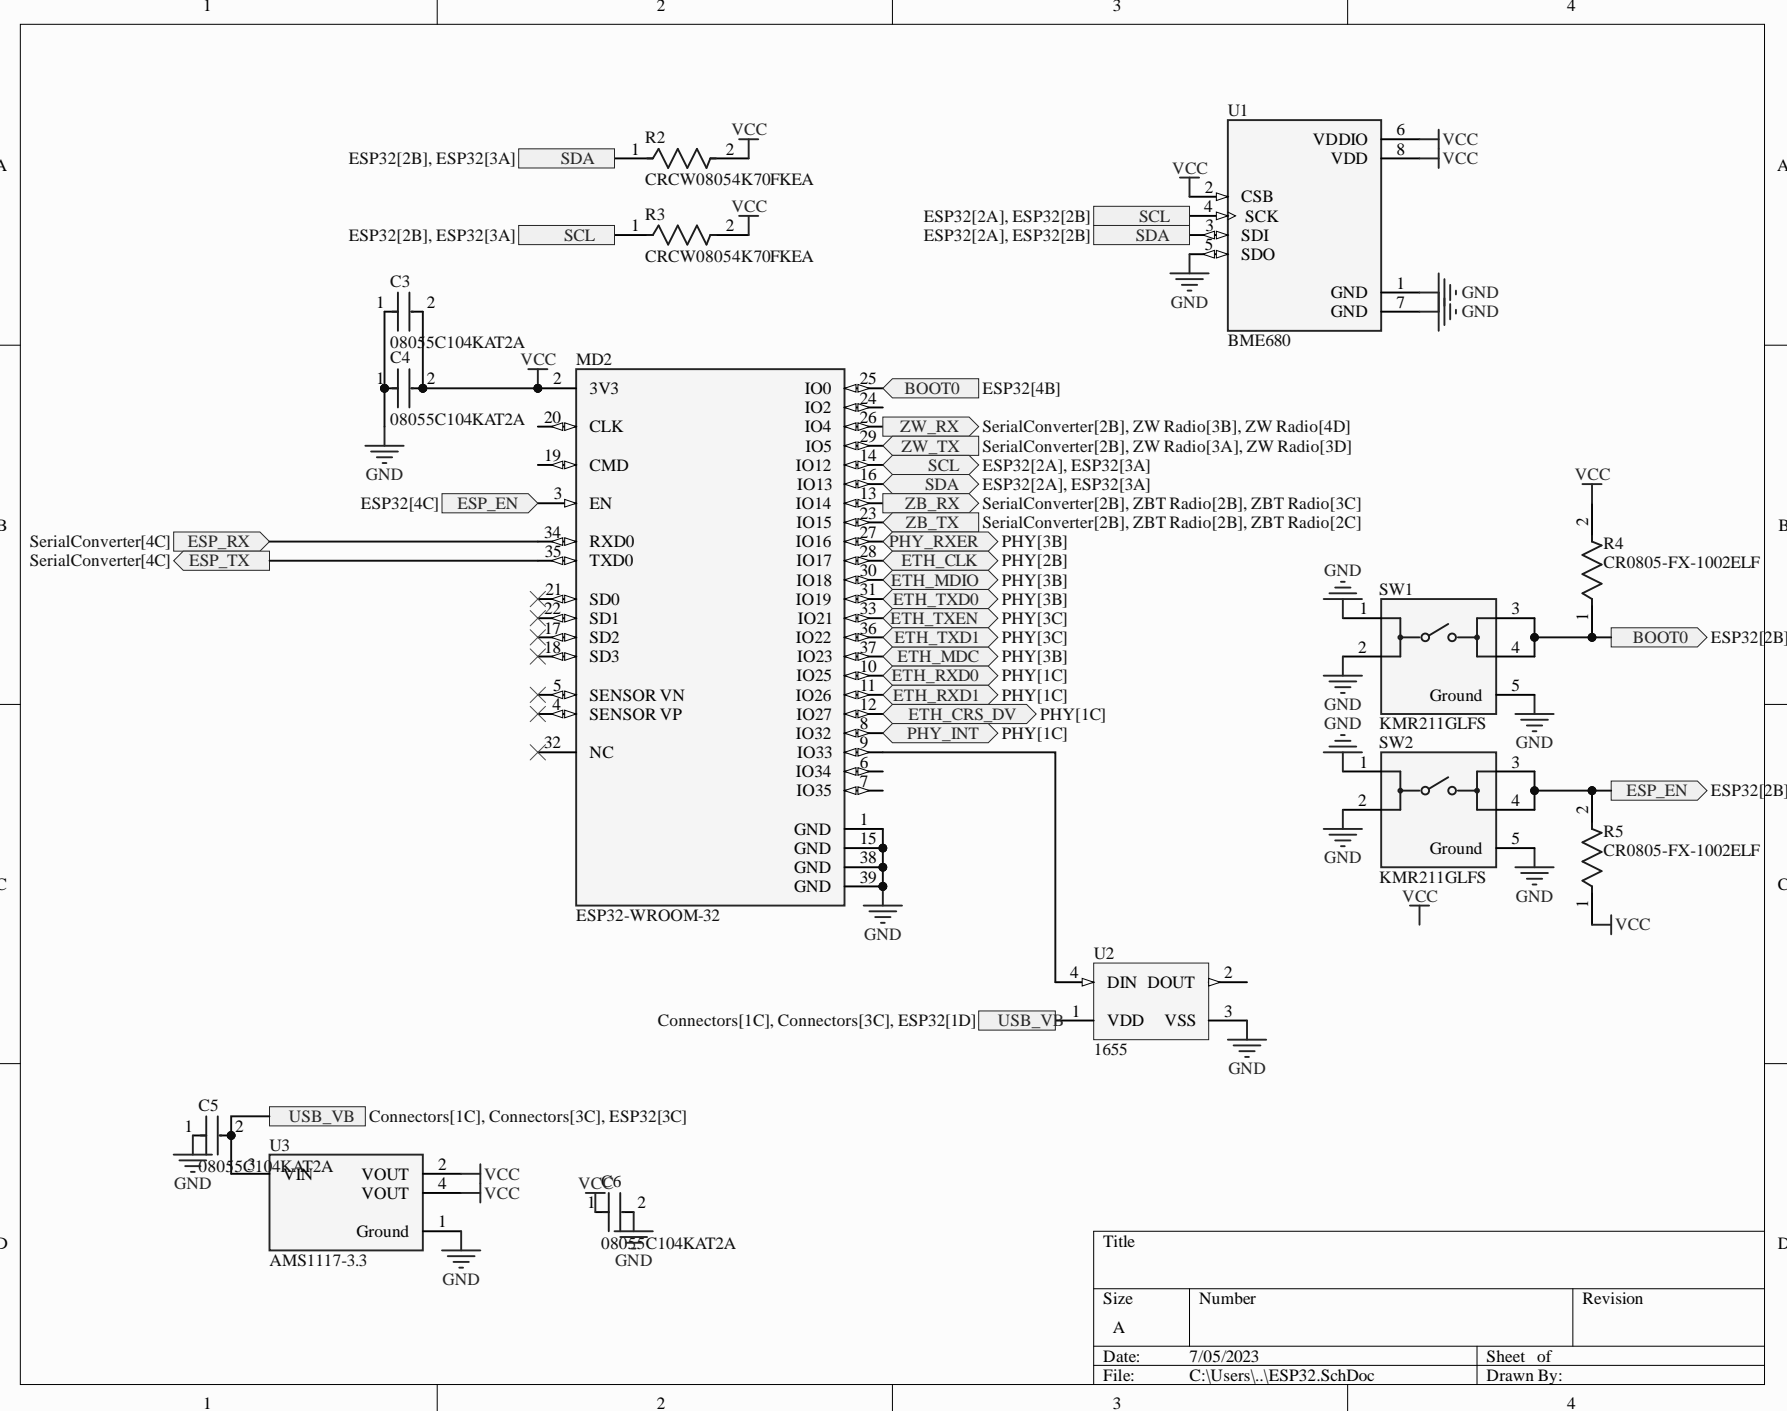 1 2 3 4
A A
B B
C C
D D
ESP32[2B], ESP32[3A] SDA 1 R2 2 VCC
CRCW08054K70FKEA
ESP32[2B], ESP32[3A] SCL 1 R3 2 VCC
CRCW08054K70FKEA
U1
VDDIO 6 VCC
VDD 8 VCC
VCC 2 CSB
ESP32[2A], ESP32[2B] SCL 4 SCK
ESP32[2A], ESP32[2B] SDA 3 SDI
5 SDO
GND
GND 1 GND
GND 7 GND
BME680
C3
1 2
08055C104KAT2A
C4
1 2
08055C104KAT2A
GND
VCC
MD2
2 3V3
20 CLK
19 CMD
ESP32[4C] ESP_EN 3 EN
SerialConverter[4C] ESP_RX 34 RXD0
SerialConverter[4C] ESP_TX 35 TXD0
21 SD0
22 SD1
17 SD2
18 SD3
5 SENSOR VN
4 SENSOR VP
32 NC
IO0 25 BOOT0 ESP32[4B]
IO2 24
IO4 26 ZW_RX SerialConverter[2B], ZW Radio[3B], ZW Radio[4D]
IO5 29 ZW_TX SerialConverter[2B], ZW Radio[3A], ZW Radio[3D]
IO12 14 SCL ESP32[2A], ESP32[3A]
IO13 16 SDA ESP32[2A], ESP32[3A]
IO14 13 ZB_RX SerialConverter[2B], ZBT Radio[2B], ZBT Radio[3C]
IO15 23 ZB_TX SerialConverter[2B], ZBT Radio[2B], ZBT Radio[2C]
IO16 27 PHY_RXER PHY[3B]
IO17 28 ETH_CLK PHY[2B]
IO18 30 ETH_MDIO PHY[3B]
IO19 31 ETH_TXD0 PHY[3B]
IO21 33 ETH_TXEN PHY[3C]
IO22 36 ETH_TXD1 PHY[3C]
IO23 37 ETH_MDC PHY[3B]
IO25 10 ETH_RXD0 PHY[1C]
IO26 11 ETH_RXD1 PHY[1C]
IO27 12 ETH_CRS_DV PHY[1C]
IO32 8 PHY_INT PHY[1C]
IO33 9
IO34 6
IO35 7
GND 1
GND 15
GND 38
GND 39
GND
ESP32-WROOM-32
VCC
2
R4
CR0805-FX-1002ELF
1
GND
SW1
1 3
2 4
GND
BOOT0 ESP32[2B]
Ground 5
GND
KMR211GLFS
GND
SW2
1 3
2 4
GND
ESP_EN ESP32[2B]
Ground 5
GND
KMR211GLFS
VCC
2
R5
CR0805-FX-1002ELF
1
VCC
U2
4 DIN DOUT 2
Connectors[1C], Connectors[3C], ESP32[1D] USB_VB 1 VDD VSS 3
1655
GND
C5
1 2
USB_VB Connectors[1C], Connectors[3C], ESP32[3C]
GND
08055C104KAT2A
U3
3 VIN VOUT 2 VCC
VOUT 4 VCC
Ground 1
AMS1117-3.3
GND
VCC C6
1 2
08055C104KAT2A
GND
Title
Size Number Revision
A
Date: 7/05/2023 Sheet of
File: C:\Users\..\ESP32.SchDoc Drawn By:
1 2 3 4